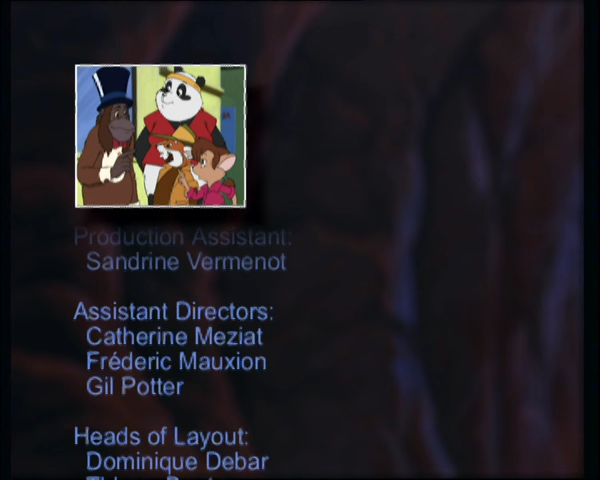 Production Assistant:
Sandrine Vermenot
Assistant Directors:
Catherine Meziat
Fréderic Mauxion
Gil Potter
Heads of Layout:
Dominique Debar